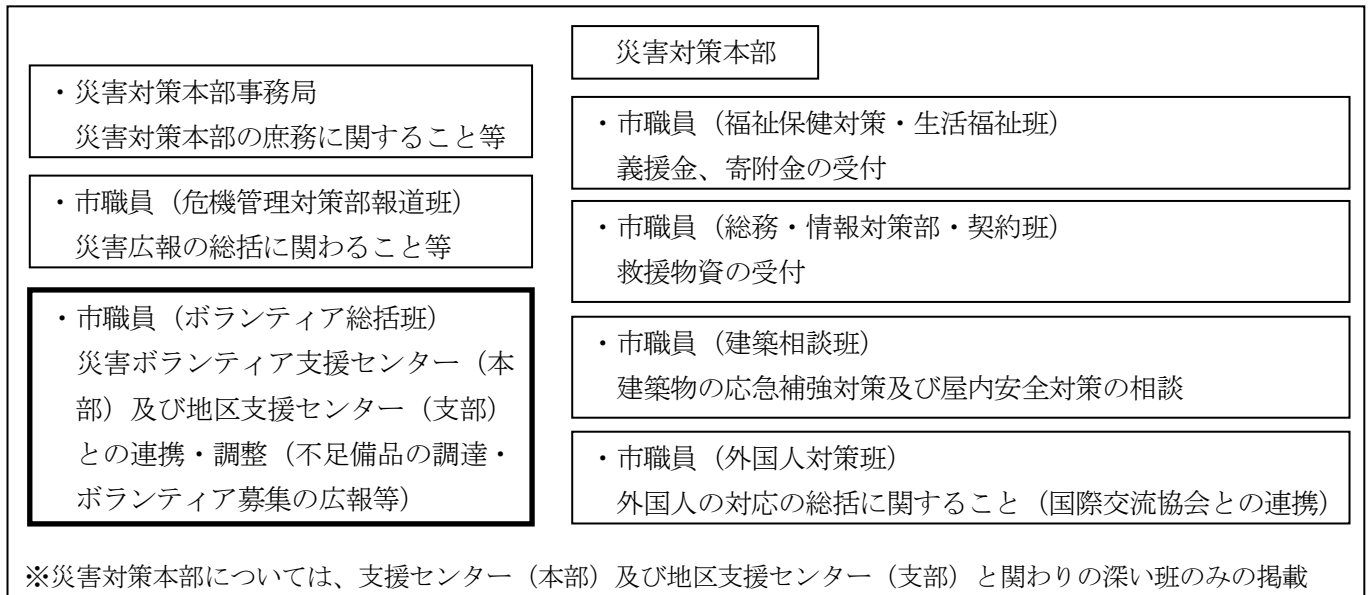 災害対策本部
・災害対策本部事務局
災害対策本部の庶務に関すること等
・市職員（危機管理対策部報道班）
災害広報の総括に関わること等
・市職員（ボランティア総括班）
災害ボランティア支援センター（本
部）及び地区支援センター（支部）
との連携・調整（不足備品の調達・
ボランティア募集の広報等）
・市職員（福祉保健対策・生活福祉班）
義援金、寄附金の受付
・市職員（総務・情報対策部・契約班）
救援物資の受付
・市職員（建築相談班）
建築物の応急補強対策及び屋内安全対策の相談
・市職員（外国人対策班）
外国人の対応の総括に関すること（国際交流協会との連携）
※災害対策本部については、支援センター（本部）及び地区支援センター（支部）と関わりの深い班のみの掲載